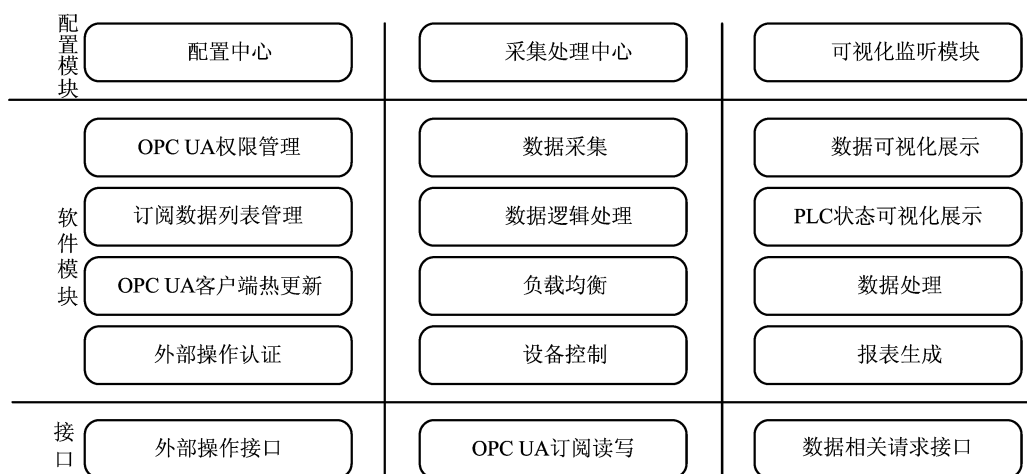 配置模块
配置中心
采集处理中心
可视化监听模块
软件模块
OPC UA权限管理
数据采集
数据可视化展示
订阅数据列表管理
数据逻辑处理
PLC状态可视化展示
OPC UA客户端热更新
负载均衡
数据处理
外部操作认证
设备控制
报表生成
接口
外部操作接口
OPC UA订阅读写
数据相关请求接口